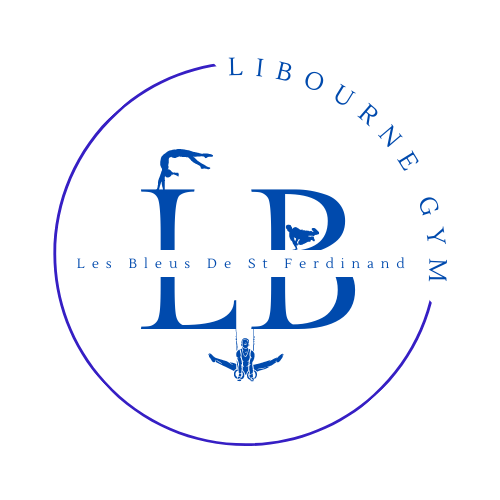 LIBOURNE GYM
LB
Les Bleus De St Ferdinand